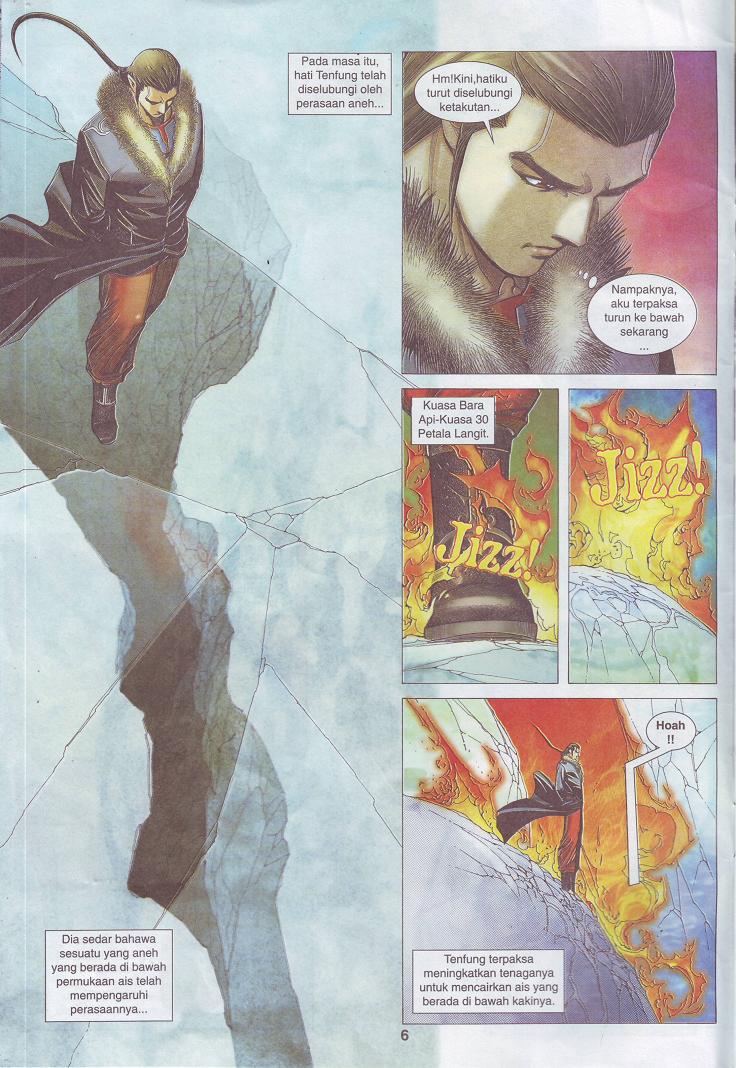 Pada masa itu,
hati Tenfung telah
diselubungi oleh
perasaan aneh...
Dia sedar bahawa
sesuatu yang aneh
yang berada di bawah
permukaan ais telah
mempengaruhi
perasaannya...
Hm!Kini,hatiku
turut diselubungi
ketakutan...
Nampaknya,
aku terpaksa
turun ke bawah
sekarang
...
Kuasa Bara
Api-Kuasa 30
Petala Langit.
Jizz!
Jizz!
Hoah
!!
Tenfung terpaksa
meningkatkan tenaganya
untuk mencairkan ais yang
berada di bawah kakinya.
6